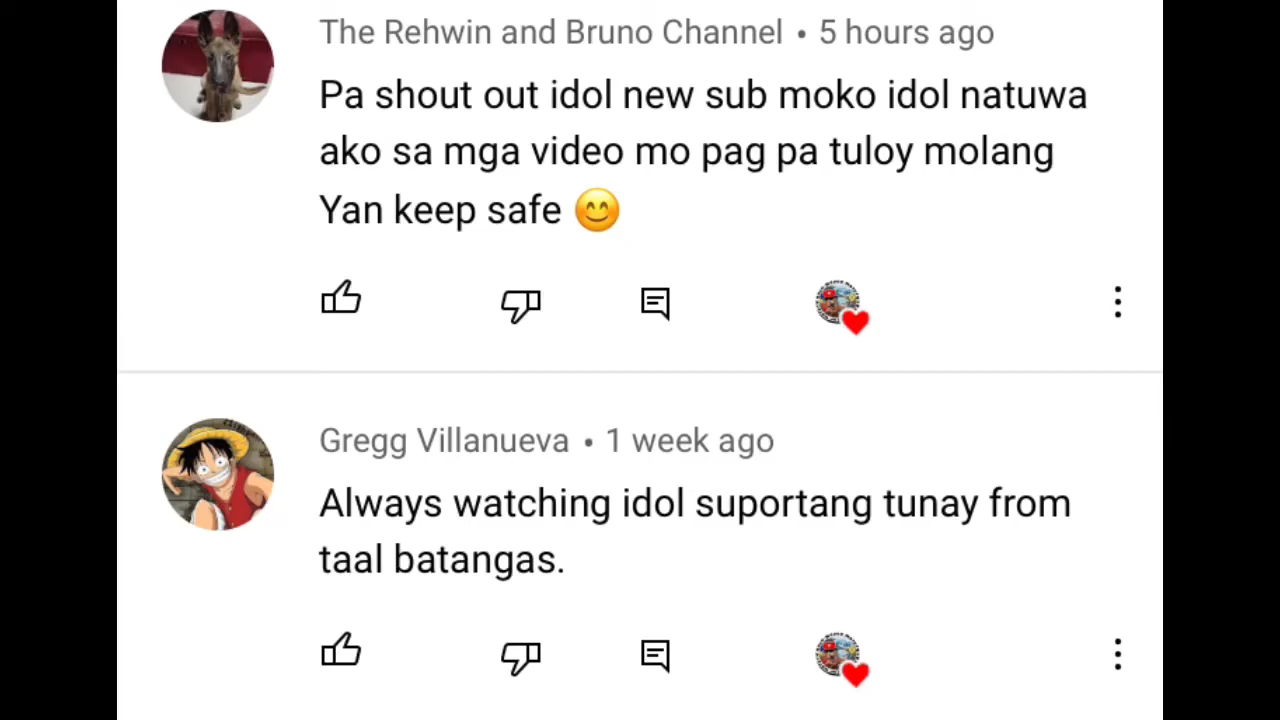 The Rehwin and Bruno Channel • 5 hours ago
Pa shout out idol new sub moko idol natuwa
ako sa mga video mo pag pa tuloy molang
Yan keep safe 😊
Gregg Villanueva • 1 week ago
Always watching idol suportang tunay from
taal batangas.